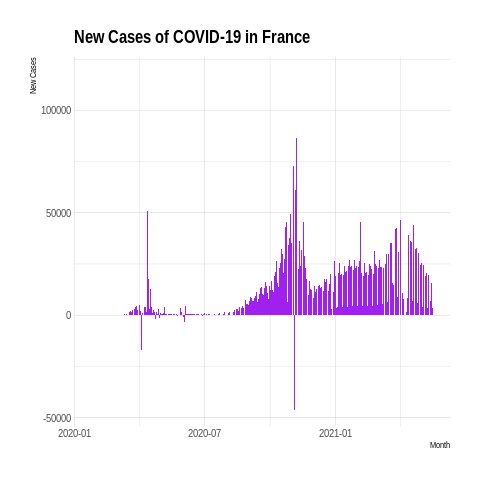 New Cases of COVID-19 in France
New Cases
100000
50000
0
-50000
2020-01 2020-07 2021-01
Month